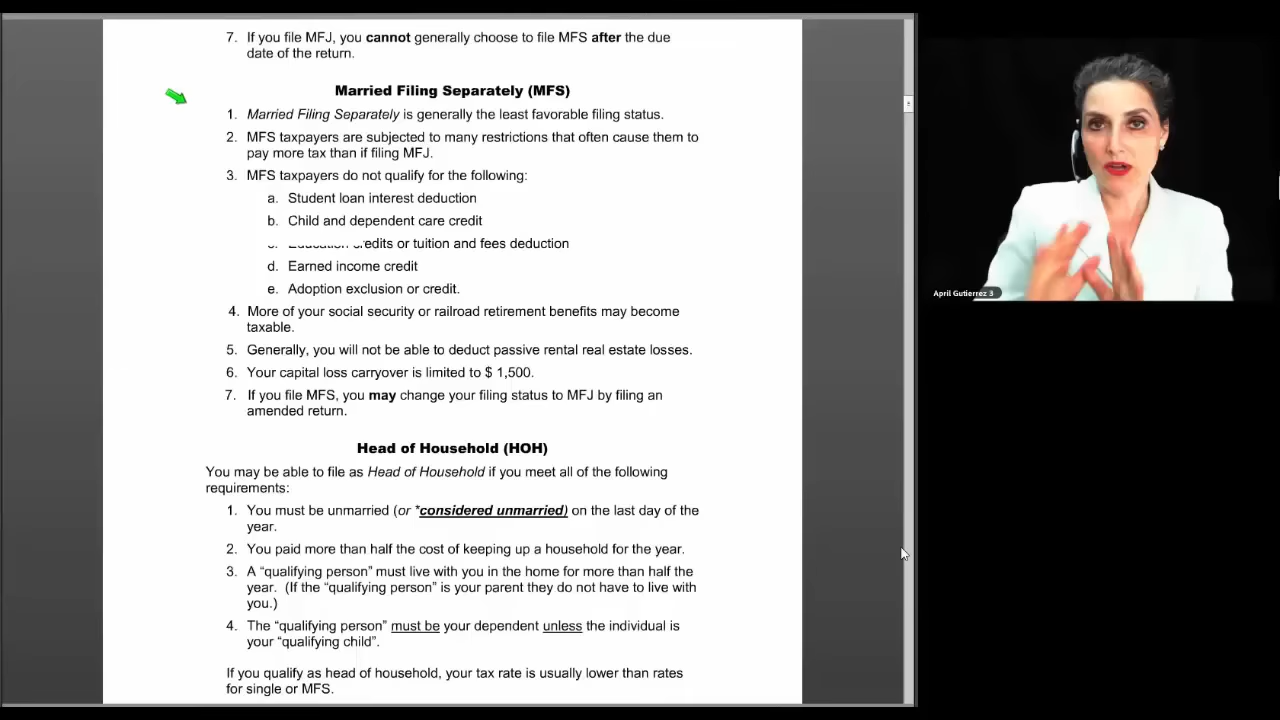 7. If you file MFJ, you cannot generally choose to file MFS after the due
date of the return.
Married Filing Separately (MFS)
1. Married Filing Separately is generally the least favorable filing status.
2. MFS taxpayers are subjected to many restrictions that often cause them to
pay more tax than if filing MFJ.
3. MFS taxpayers do not qualify for the following:
a. Student loan interest deduction
b. Child and dependent care credit
c. Education credits or tuition and fees deduction
d. Earned income credit
e. Adoption exclusion or credit.
4. More of your social security or railroad retirement benefits may become
taxable.
5. Generally, you will not be able to deduct passive rental real estate losses.
6. Your capital loss carryover is limited to $ 1,500.
7. If you file MFS, you may change your filing status to MFJ by filing an
amended return.
Head of Household (HOH)
You may be able to file as Head of Household if you meet all of the following
requirements:
1. You must be unmarried (or *considered unmarried) on the last day of the
year.
2. You paid more than half the cost of keeping up a household for the year.
3. A “qualifying person” must live with you in the home for more than half the
year. (If the “qualifying person” is your parent they do not have to live with
you.)
4. The “qualifying person” must be your dependent unless the individual is
your “qualifying child”.
If you qualify as head of household, your tax rate is usually lower than rates
for single or MFS.
April Gutierrez 3